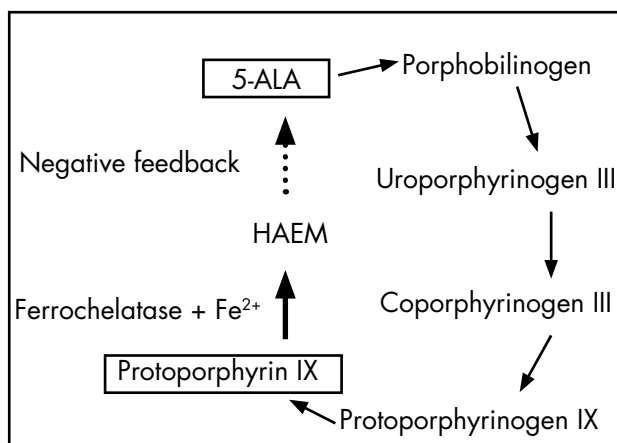 5-ALA
Porphobilinogen
Negative feedback
Uroporphyrinogen III
HAEM
Ferrochelatase + Fe²⁺
Coporphyrinogen III
Protoporphyrin IX
Protoporphyrinogen IX